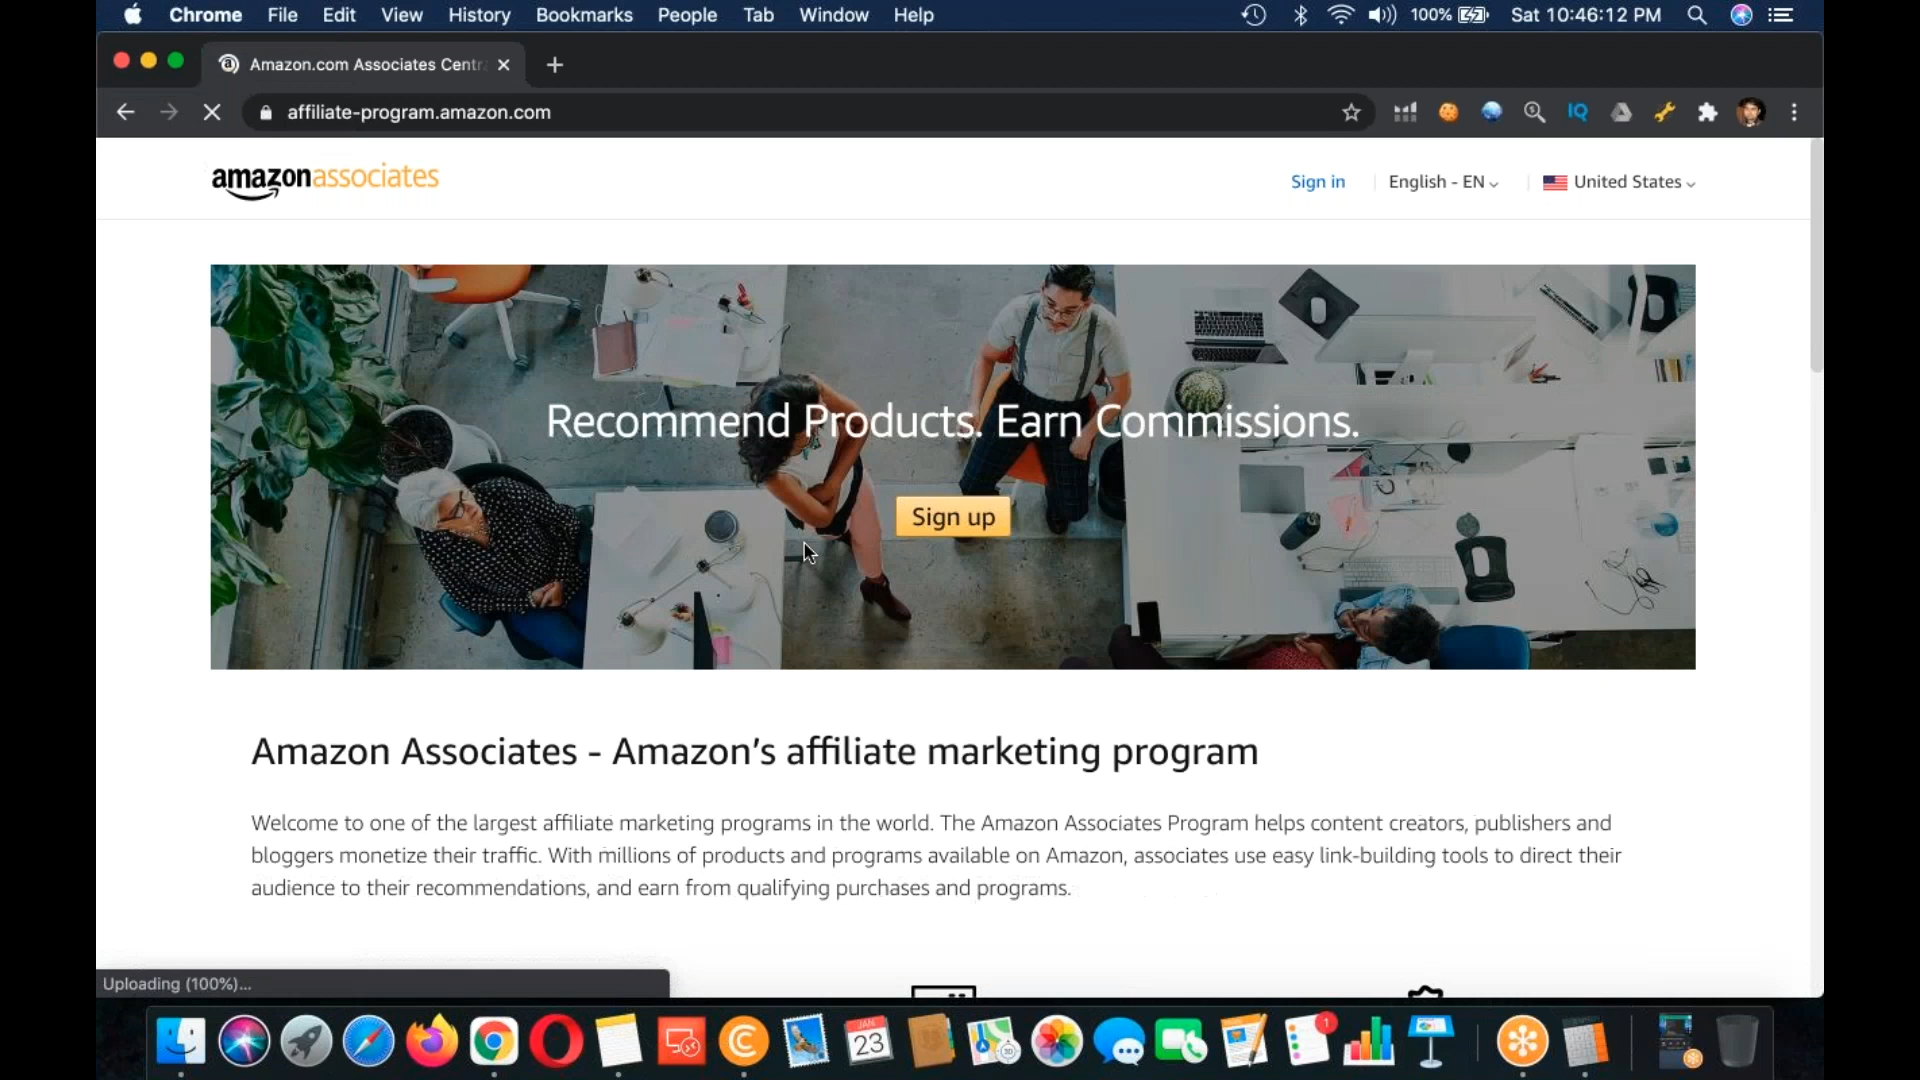 Chrome File Edit View History Bookmarks People Tab Window Help
100% Sat 10:46:12 PM
Amazon.com Associates Centr
affiliate-program.amazon.com
IQ
amazonassociates
Sign in English - EN United States
Recommend Products. Earn Commissions.
Sign up
Amazon Associates - Amazon’s affiliate marketing program
Welcome to one of the largest affiliate marketing programs in the world. The Amazon Associates Program helps content creators, publishers and
bloggers monetize their traffic. With millions of products and programs available on Amazon, associates use easy link-building tools to direct their
audience to their recommendations, and earn from qualifying purchases and programs.
Uploading (100%)...
JAN
23
3D
1